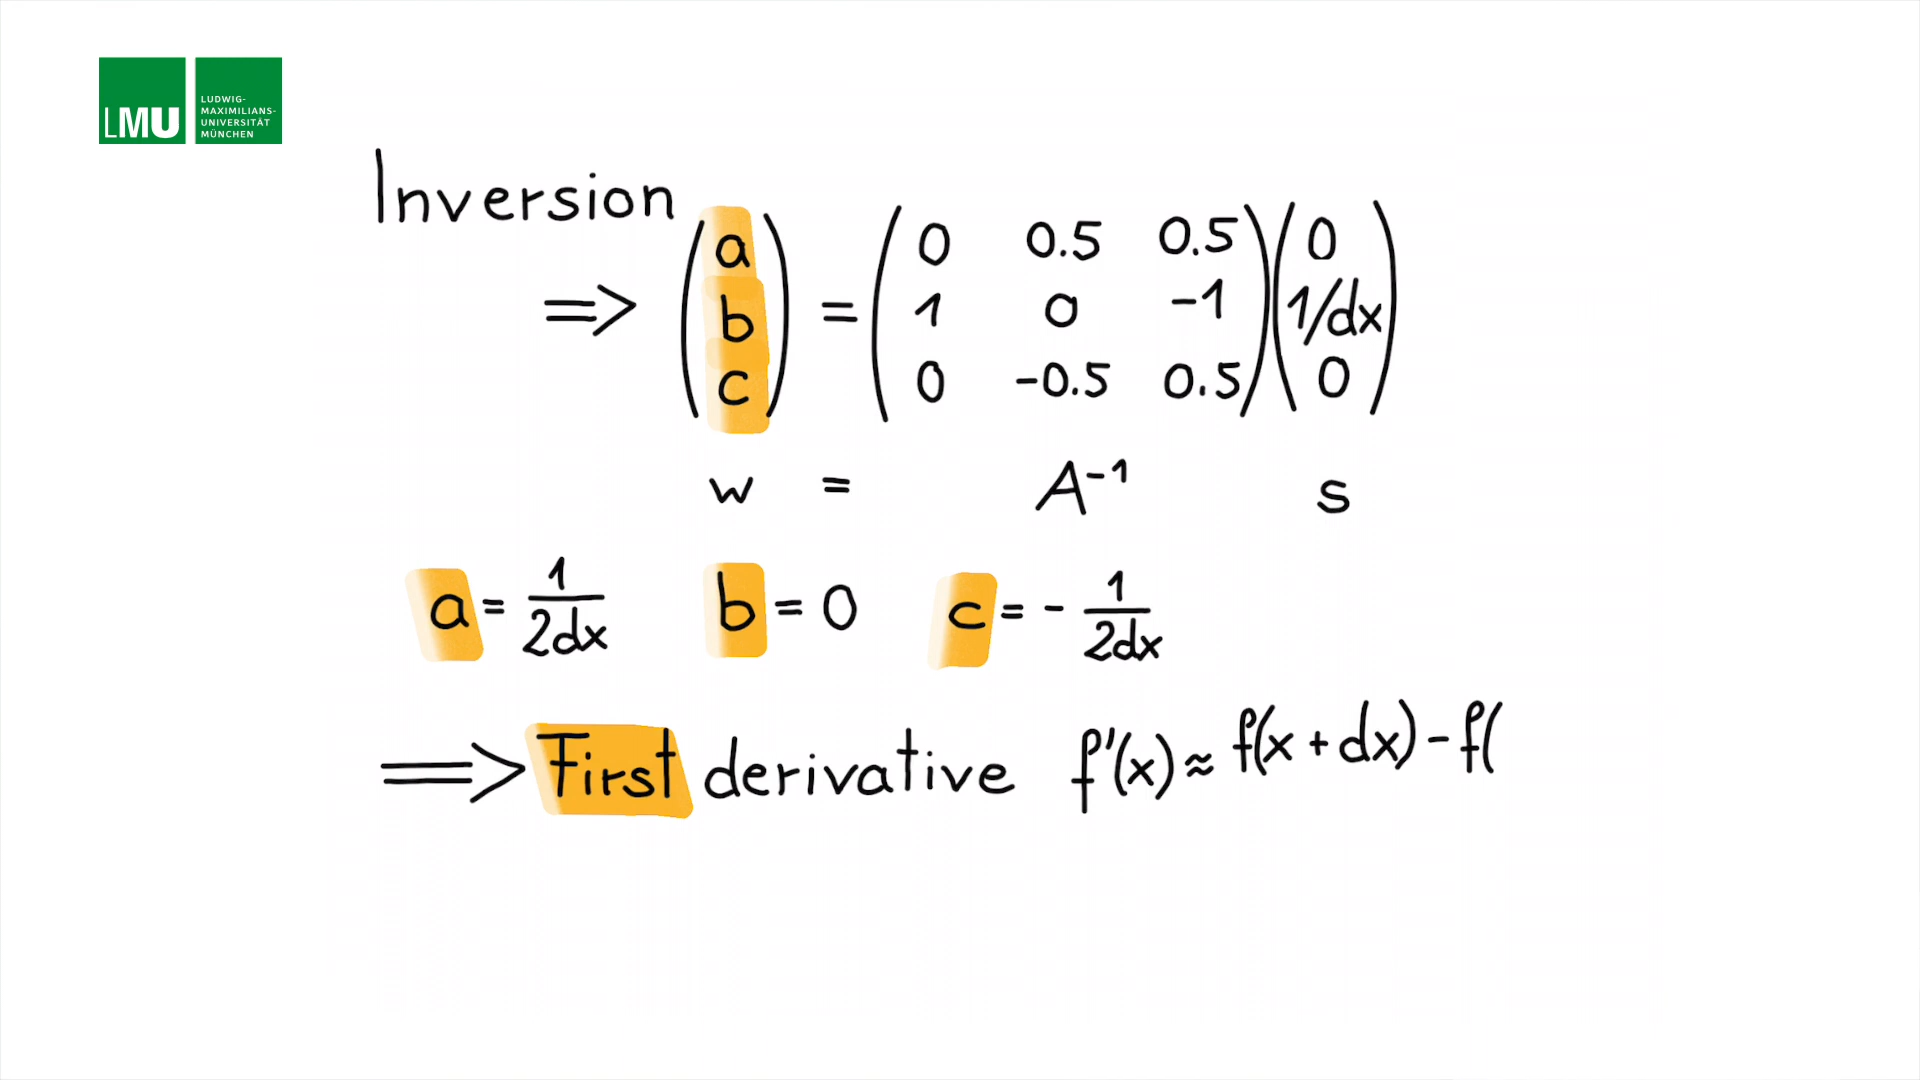 LMU
LUDWIG-
MAXIMILIANS-
UNIVERSITÄT
MÜNCHEN
Inversion
=> (a b c) = (0 0.5 0.5
1 0 -1
0 -0.5 0.5) (0 1/dx 0)
w = A⁻¹ s
a = 1/2dx b = 0 c = - 1/2dx
=> First derivative f'(x) ≈ f(x + dx) - f(